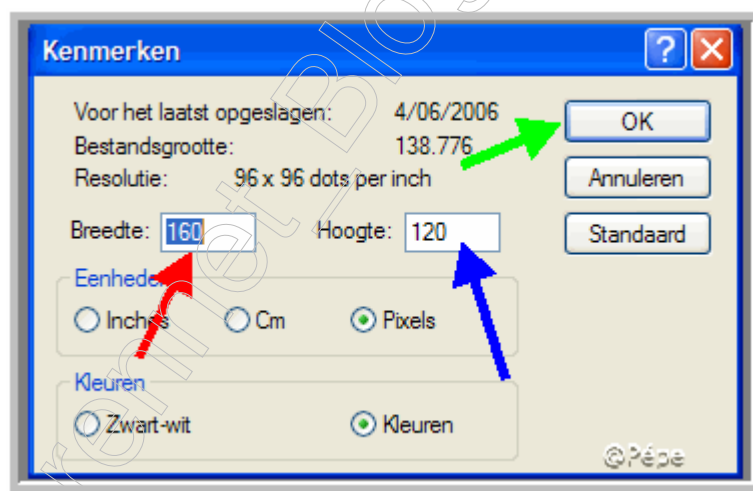 Kenmerken
Voor het laatst opgeslagen: 4/06/2006
Bestandsgrootte: 138.776
Resolutie: 96 x 96 dots per inch
OK
Annuleren
Standaard
Breedte: 160 Hoogte: 120
Eenheden
Inches Cm Pixels
Kleuren
Zwart-wit Kleuren
©Pépe